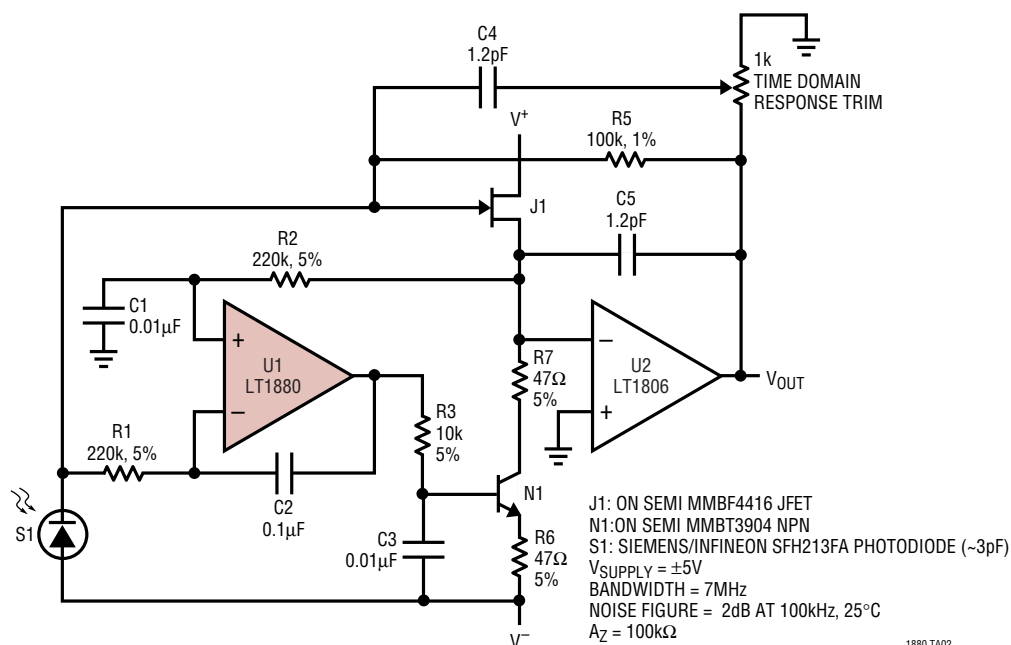 C4
1.2pF
1k
TIME DOMAIN
RESPONSE TRIM
V+
R5
100k, 1%
J1
C5
1.2pF
R2
220k, 5%
C1
0.01µF
+
U1
LT1880
–
R7
47Ω
5%
–
U2
LT1806
+
VOUT
R3
10k
5%
R1
220k, 5%
C2
0.1µF
N1
S1
C3
0.01µF
R6
47Ω
5%
V–
J1: ON SEMI MMBF4416 JFET
N1:ON SEMI MMBT3904 NPN
S1: SIEMENS/INFINEON SFH213FA PHOTODIODE (~3pF)
VSUPPLY = ±5V
BANDWIDTH = 7MHz
NOISE FIGURE = 2dB AT 100kHz, 25°C
AZ = 100kΩ
1880 TA02